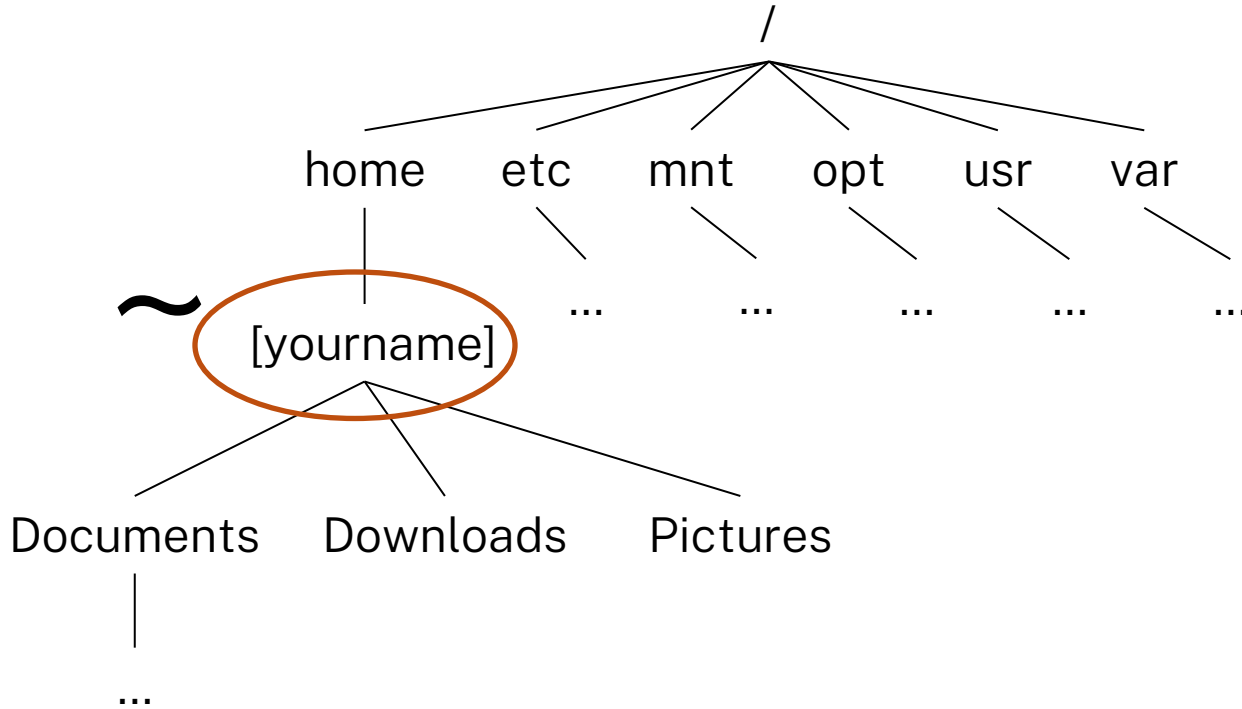 /
home etc mnt opt usr var
~ ... ... ... ... ...
[yourname]
Documents Downloads Pictures
...